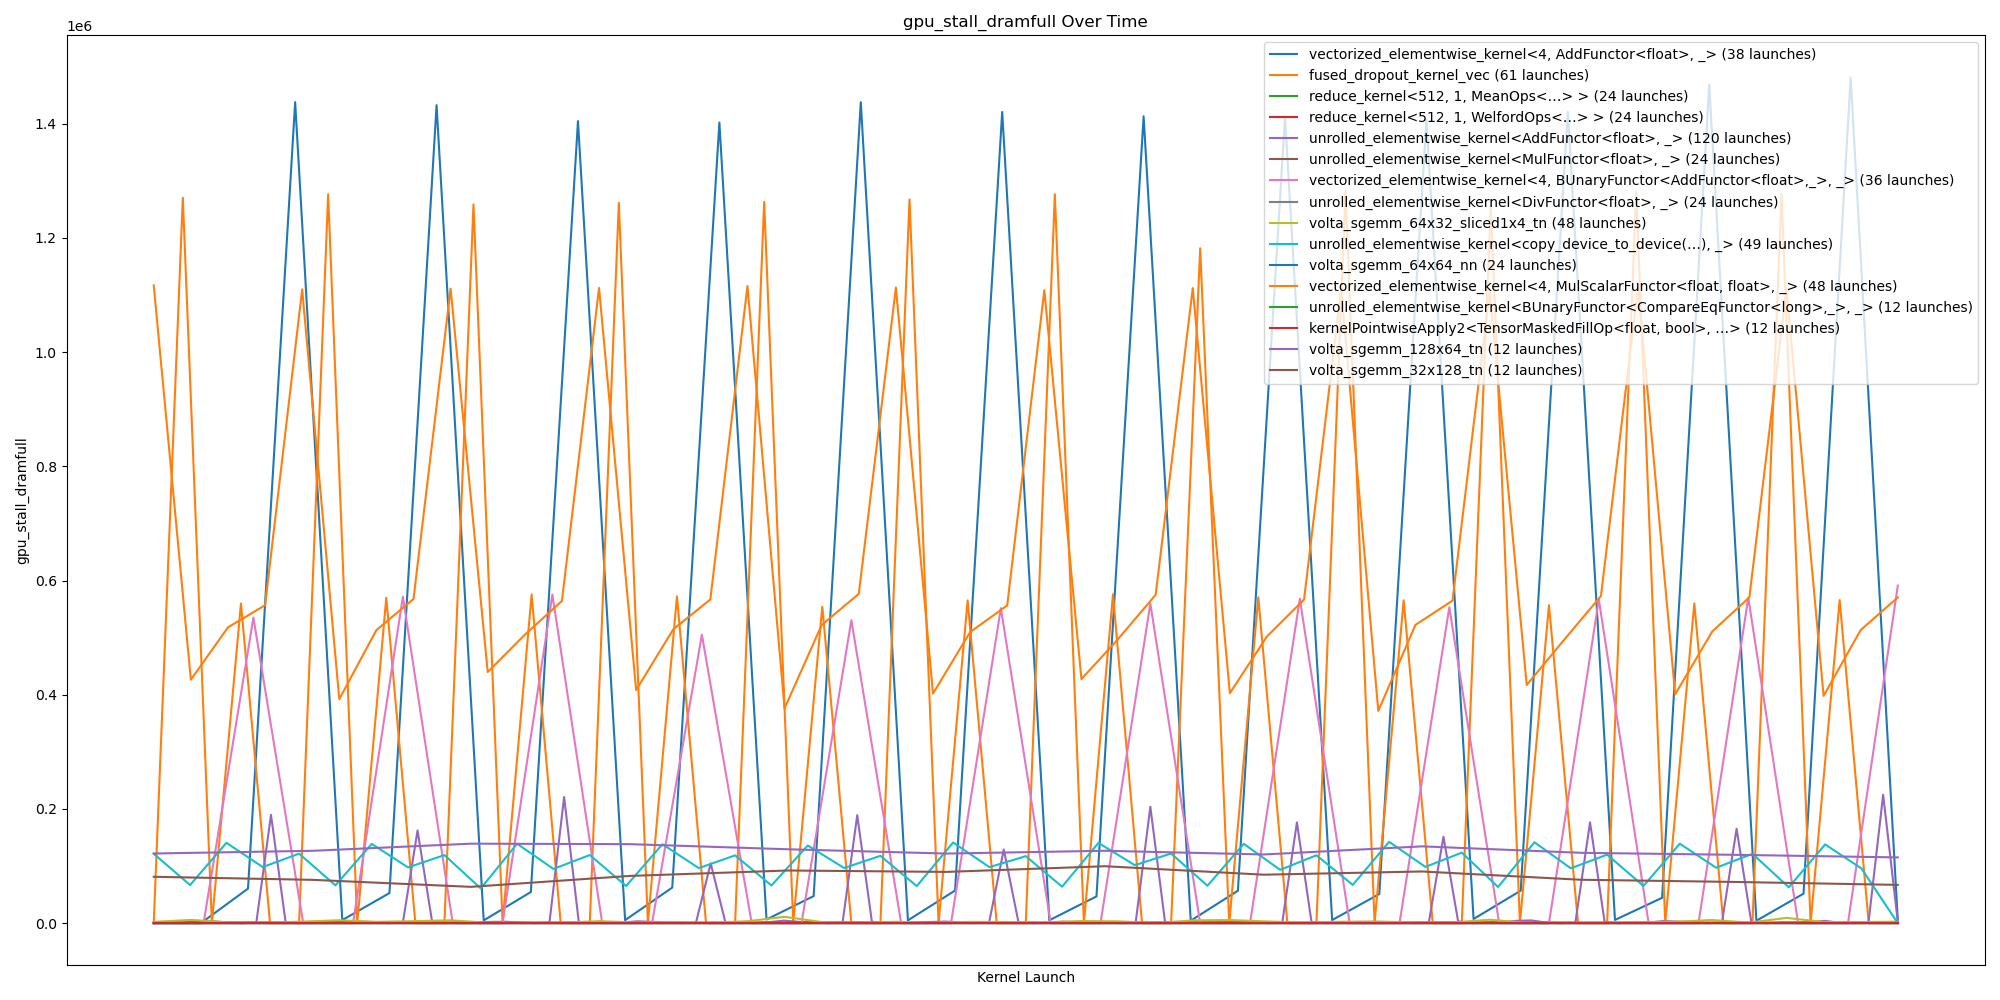 gpu_stall_dramfull Over Time
1e6
vectorized_elementwise_kernel<4, AddFunctor<float>, _> (38 launches)
fused_dropout_kernel_vec (61 launches)
reduce_kernel<512, 1, MeanOps<...> > (24 launches)
reduce_kernel<512, 1, WelfordOps<...> > (24 launches)
unrolled_elementwise_kernel<AddFunctor<float>, _> (120 launches)
unrolled_elementwise_kernel<MulFunctor<float>, _> (24 launches)
vectorized_elementwise_kernel<4, BUnaryFunctor<AddFunctor<float>,_>, _> (36 launches)
unrolled_elementwise_kernel<DivFunctor<float>, _> (24 launches)
volta_sgemm_64x32_sliced1x4_tn (48 launches)
unrolled_elementwise_kernel<copy_device_to_device(...), _> (49 launches)
volta_sgemm_64x64_nn (24 launches)
vectorized_elementwise_kernel<4, MulScalarFunctor<float, float>, _> (48 launches)
unrolled_elementwise_kernel<BUnaryFunctor<CompareEqFunctor<long>,_>, _> (12 launches)
kernelPointwiseApply2<TensorMaskedFillOp<float, bool>, ...> (12 launches)
volta_sgemm_128x64_tn (12 launches)
volta_sgemm_32x128_tn (12 launches)
1.4
1.2
1.0
0.8
0.6
0.4
0.2
0.0
gpu_stall_dramfull
Kernel Launch